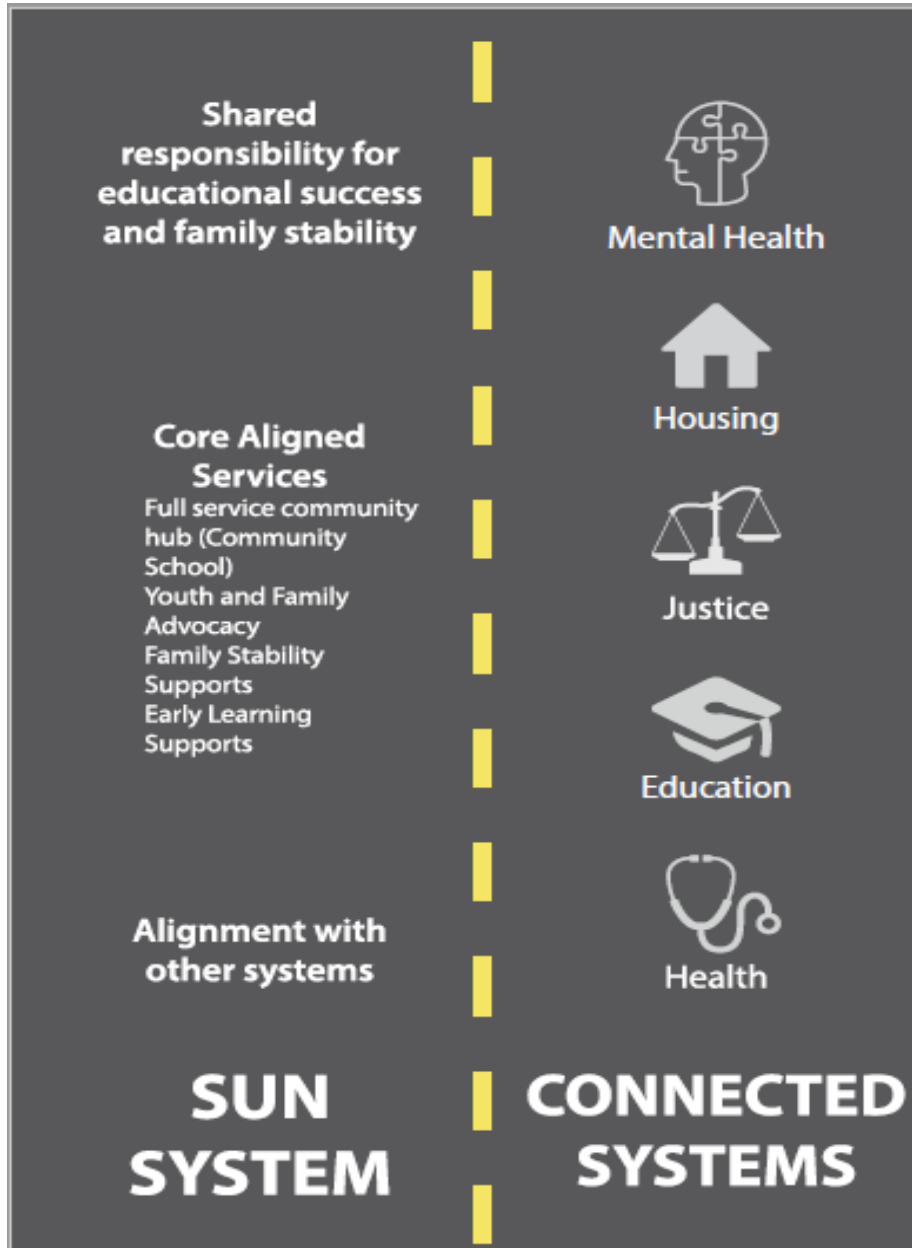 Shared
responsibility for
educational success
and family stability
Core Aligned
Services
Full service community
hub (Community
School)
Youth and Family
Advocacy
Family Stability
Supports
Early Learning
Supports
Alignment with
other systems
SUN
SYSTEM
Mental Health
Housing
Justice
Education
Health
CONNECTED
SYSTEMS